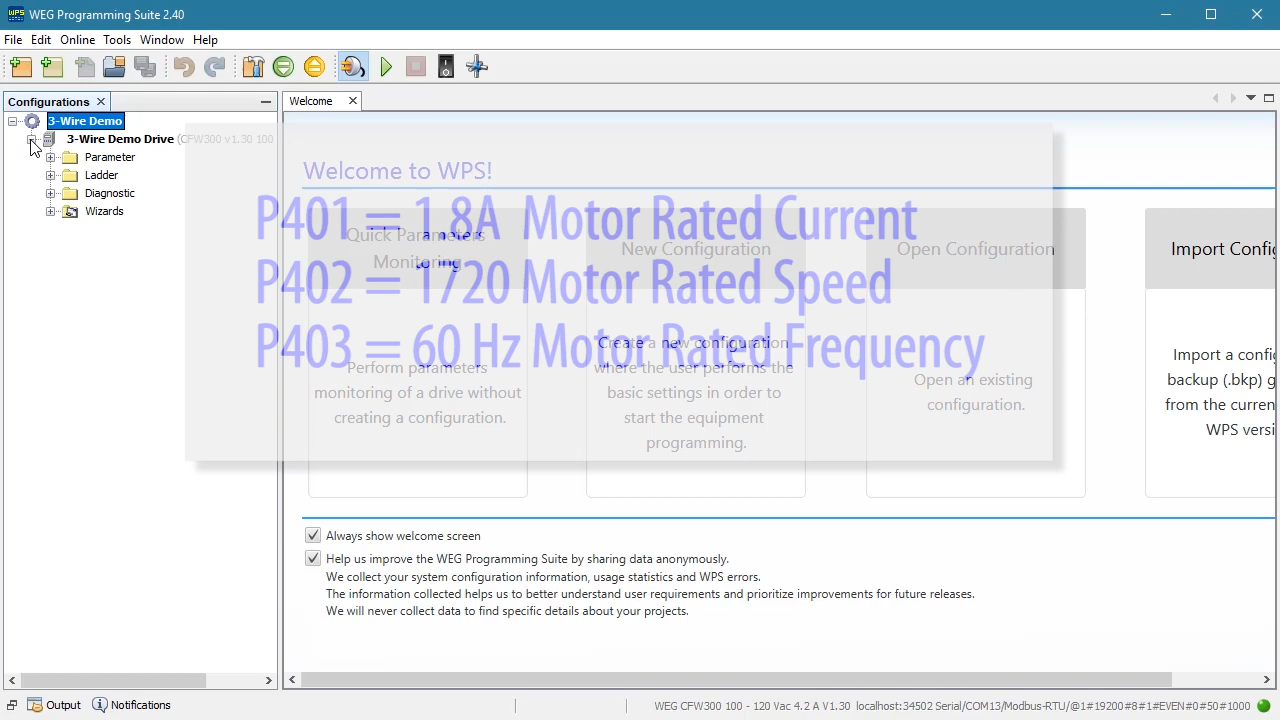 WPS WEG Programming Suite 2.40
File Edit Online Tools Window Help
Configurations
Welcome
3-Wire Demo
3-Wire Demo Drive (CFW300 v1.30 100
Parameter
Ladder
Diagnostic
Wizards
Welcome to WPS!
P401 = 1.8A Motor Rated Current
P402 = 1720 Motor Rated Speed
P403 = 60 Hz Motor Rated Frequency
Quick Parameters
Monitoring
Perform parameters
monitoring of a drive without
creating a configuration.
New Configuration
Create a new configuration
where the user performs the
basic settings in order to
start the equipment
programming.
Open Configuration
Open an existing
configuration.
Import Config
Import a config
backup (.bkp) g
from the curren
WPS versi
Always show welcome screen
Help us improve the WEG Programming Suite by sharing data anonymously.
We collect your system configuration information, usage statistics and WPS errors.
The information collected helps us to better understand user requirements and prioritize improvements for future releases.
We will never collect data to find specific details about your projects.
Output Notifications
WEG CFW300 100 - 120 Vac 4.2 A V1.30 localhost:34502 Serial/COM13/Modbus-RTU/@1#19200#8#1#EVEN#0#50#1000